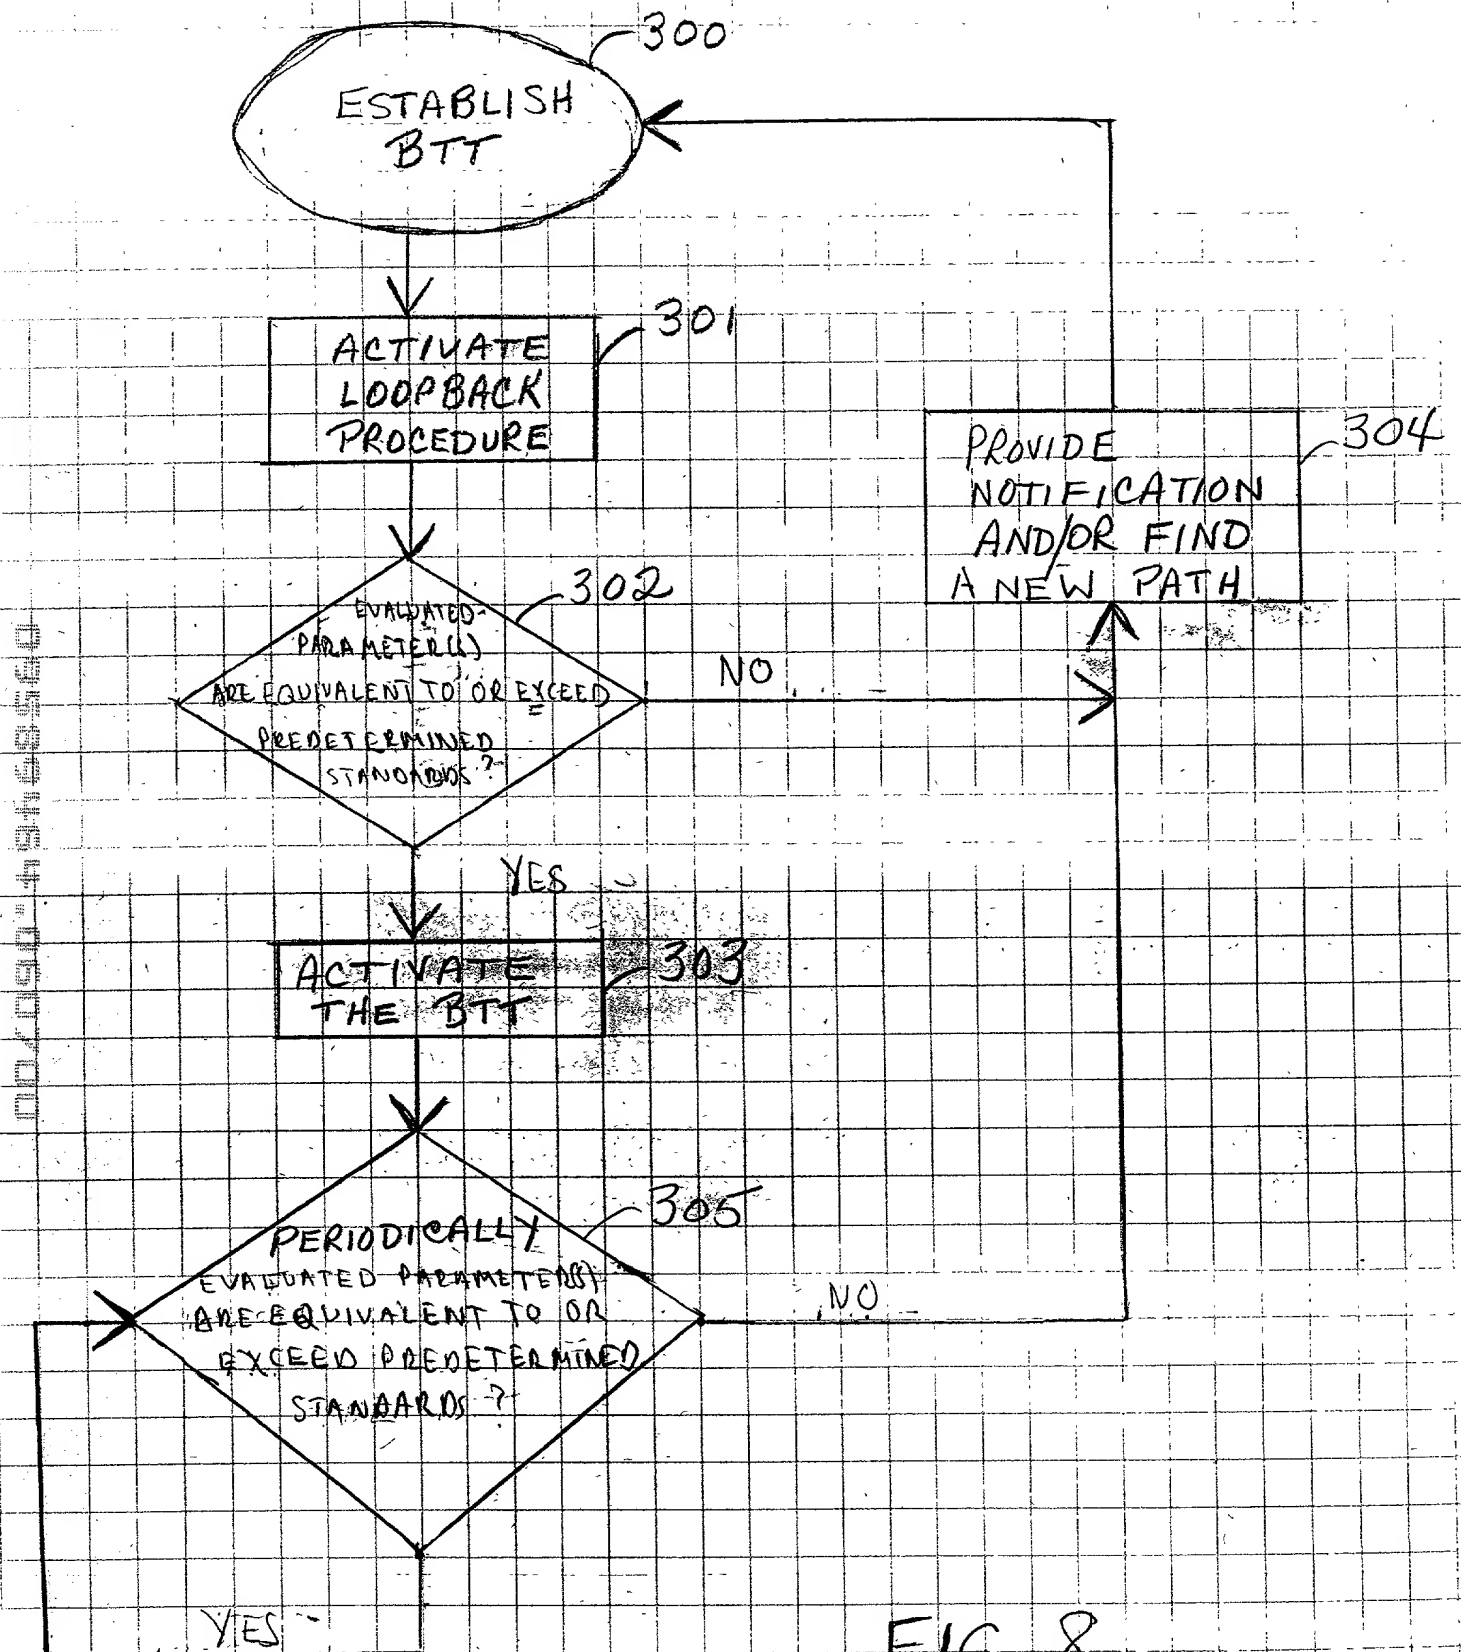 300
ESTABLISH
BTT
301
ACTIVATE
LOOPBACK
PROCEDURE
304
PROVIDE
NOTIFICATION
AND/OR FIND
A NEW PATH
302
EVALUATED
PARAMETER(S)
ARE EQUIVALENT TO OR EXCEED
PREDETERMINED
STANDARDS?
NO
YES
303
ACTIVATE
THE BTT
305
PERIODICALLY
EVALUATED PARAMETER(S)
ARE EQUIVALENT TO OR
EXCEED PREDETERMINED
STANDARDS?
NO
YES
FIG 8